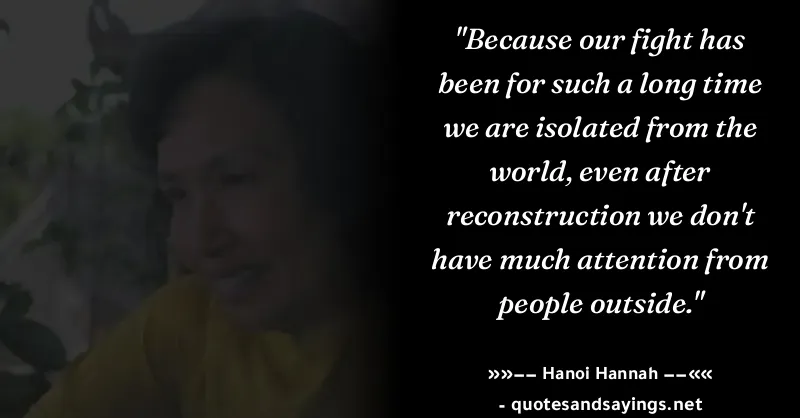 "Because our fight has
been for such a long time
we are isolated from the
world, even after
reconstruction we don't
have much attention from
people outside."
»»–– Hanoi Hannah ––««
- quotesandsayings.net